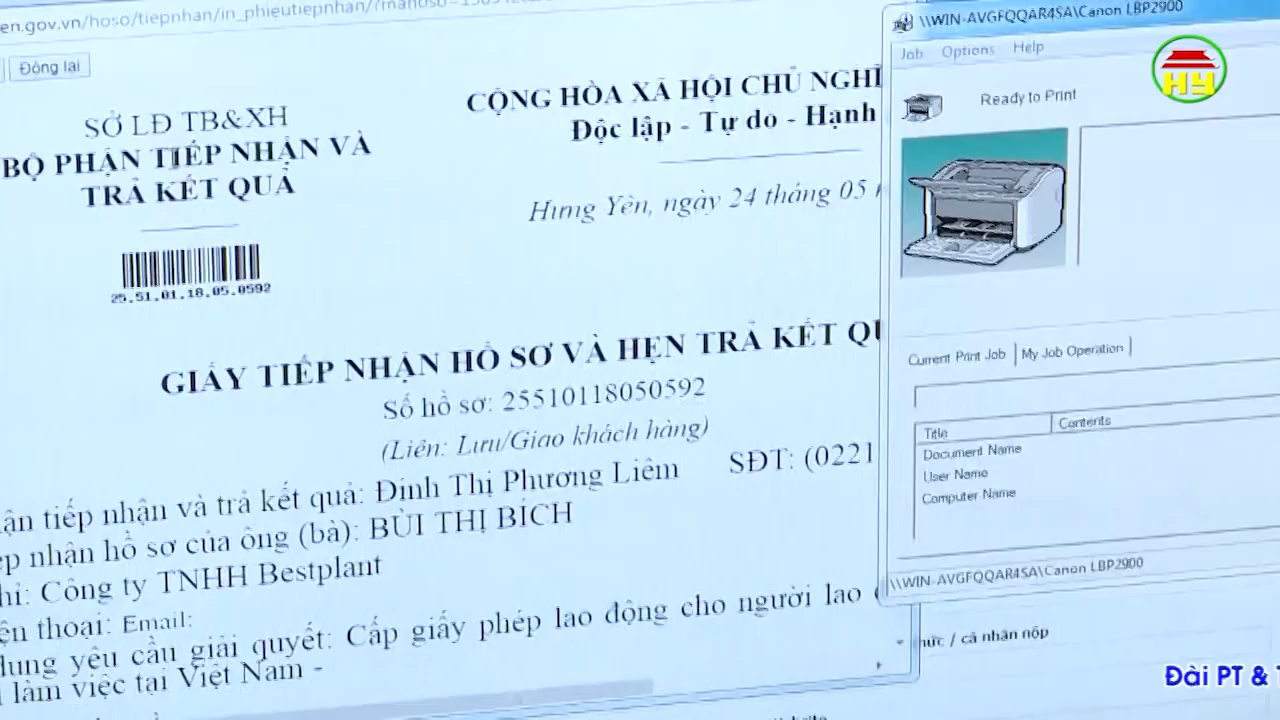 en.gov.vn/hoso/tiepnhan/in_phieutiepnhan/?mahoso=
Động lại
SỞ LĐ TB&XH
BỘ PHẬN TIẾP NHẬN VÀ
TRẢ KẾT QUẢ
25.51.01.18.05.0592
CỘNG HÒA XÃ HỘI CHỦ NGHĨ
Độc lập - Tự do - Hạnh
Hưng Yên, ngày 24 tháng 05
GIẤY TIẾP NHẬN HỒ SƠ VÀ HẸN TRẢ KẾT QU
Số hồ sơ: 25510118050592
(Liên: Lưu/Giao khách hàng)
ận tiếp nhận và trả kết quả: Đinh Thị Phương Liêm SĐT: (0221
ếp nhận hồ sơ của ông (bà): BÙI THỊ BÍCH
hỉ: Công ty TNHH Bestplant
ện thoại: Email:
dung yêu cầu giải quyết: Cấp giấy phép lao động cho người lao
làm việc tại Việt Nam -
\\WIN-AVGFQQAR4SA\Canon LBP2900
Job Options Help
Ready to Print
Current Print Job My Job Operation
Title Contents
Document Name
User Name
Computer Name
\\WIN-AVGFQQAR4SA\Canon LBP2900
hức / cá nhân nộp
HY
Đài PT & T